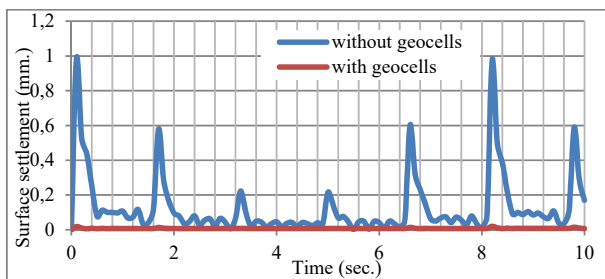 Surface settlement (mm.)
1,2
1
0,8
0,6
0,4
0,2
0
without geocells
with geocells
0 2 4 6 8 10
Time (sec.)